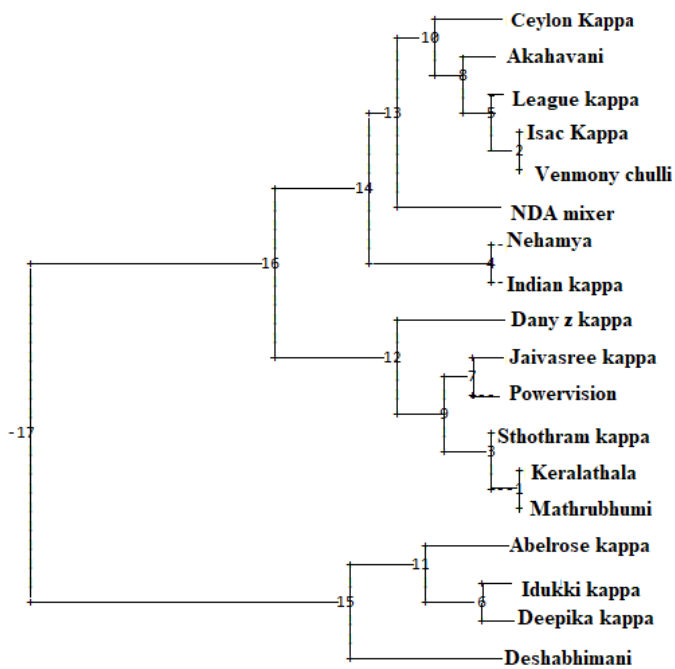 Ceylon Kappa
10
Akahavani
8
League kappa
5
Isac Kappa
2
Venmony chulli
13
14
NDA mixer
Nehamya
16
4
Indian kappa
Dany z kappa
12
Jaivasree kappa
7
Powervision
9
-17
Sthothram kappa
3
Keralathala
1
Mathrubhumi
Abelrose kappa
11
Idukki kappa
15
6
Deepika kappa
Deshabhimani